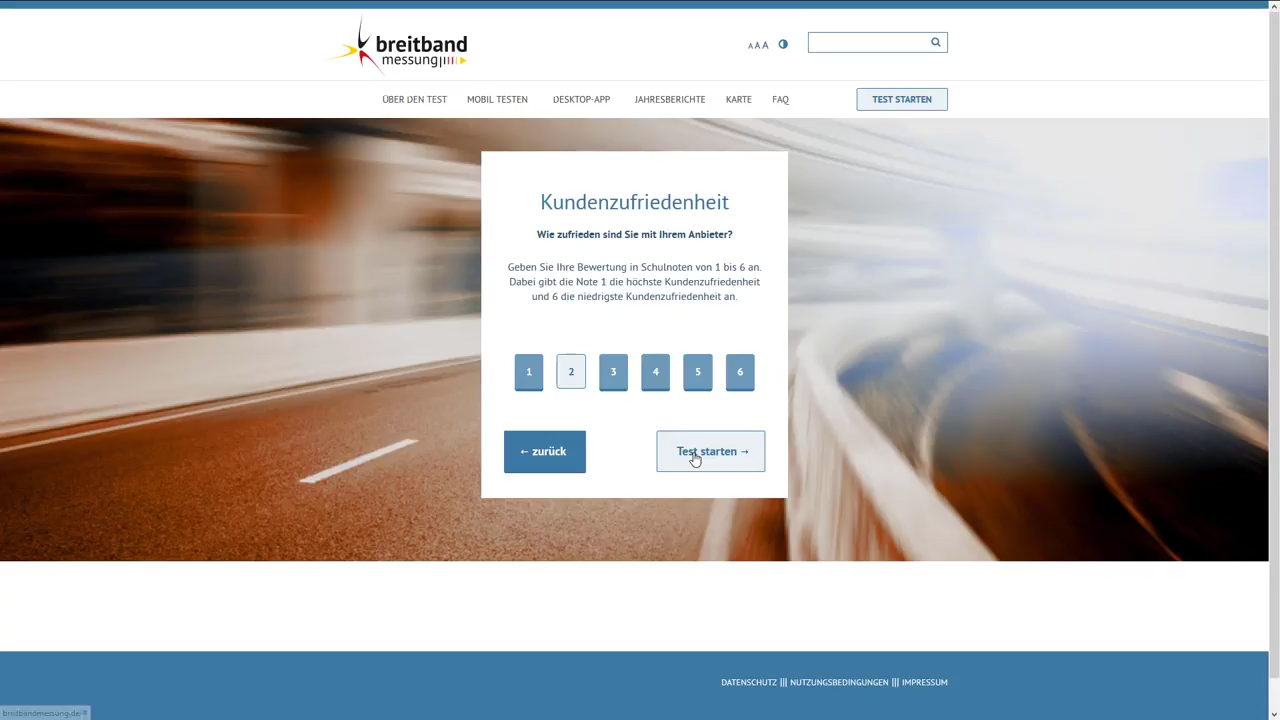 breitband
messung
A A A
ÜBER DEN TEST MOBIL TESTEN DESKTOP-APP JAHRESBERICHTE KARTE FAQ TEST STARTEN
Kundenzufriedenheit
Wie zufrieden sind Sie mit Ihrem Anbieter?
Geben Sie Ihre Bewertung in Schulnoten von 1 bis 6 an.
Dabei gibt die Note 1 die höchste Kundenzufriedenheit
und 6 die niedrigste Kundenzufriedenheit an.
1 2 3 4 5 6
← zurück Test starten →
DATENSCHUTZ ||| NUTZUNGSBEDINGUNGEN ||| IMPRESSUM
breitbandmessung.de/#